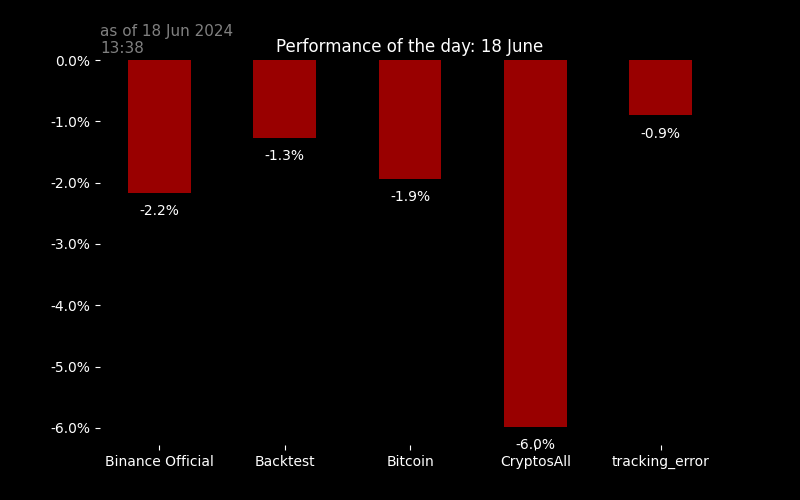 as of 18 Jun 2024
13:38
Performance of the day: 18 June
0.0%
-1.0%
-2.0%
-3.0%
-4.0%
-5.0%
-6.0%
-2.2%
-1.3%
-1.9%
-6.0%
-0.9%
Binance Official
Backtest
Bitcoin
CryptosAll
tracking_error